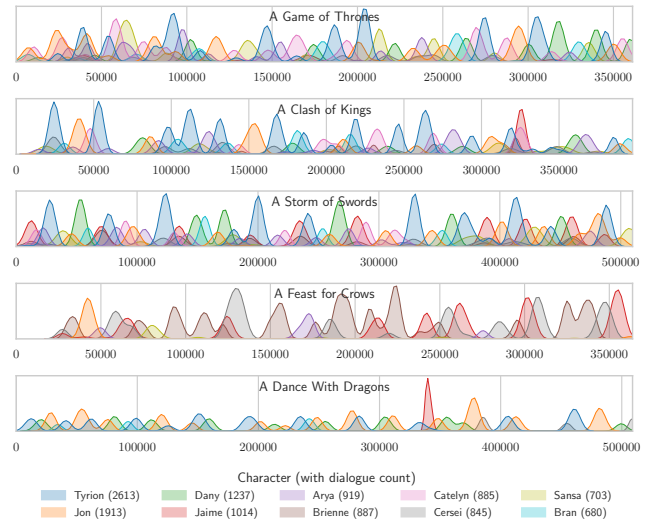 A Game of Thrones
0 50000 100000 150000 200000 250000 300000 350000
A Clash of Kings
0 50000 100000 150000 200000 250000 300000 350000
A Storm of Swords
0 100000 200000 300000 400000 500000
A Feast for Crows
0 50000 100000 150000 200000 250000 300000 350000
A Dance With Dragons
0 100000 200000 300000 400000 500000
Character (with dialogue count)
Tyrion (2613) Dany (1237) Arya (919) Catelyn (885) Sansa (703)
Jon (1913) Jaime (1014) Brienne (887) Cersei (845) Bran (680)